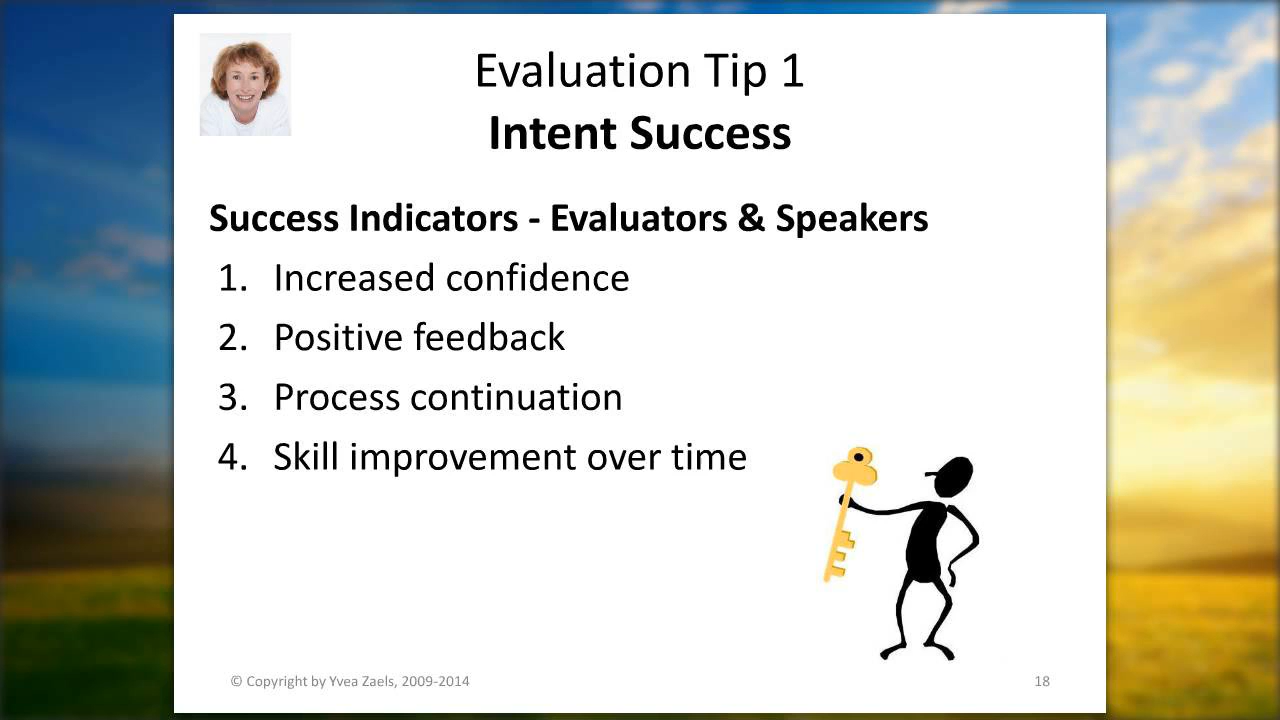 Evaluation Tip 1
Intent Success
Success Indicators - Evaluators & Speakers
1. Increased confidence
2. Positive feedback
3. Process continuation
4. Skill improvement over time
© Copyright by Yvea Zaels, 2009-2014
18